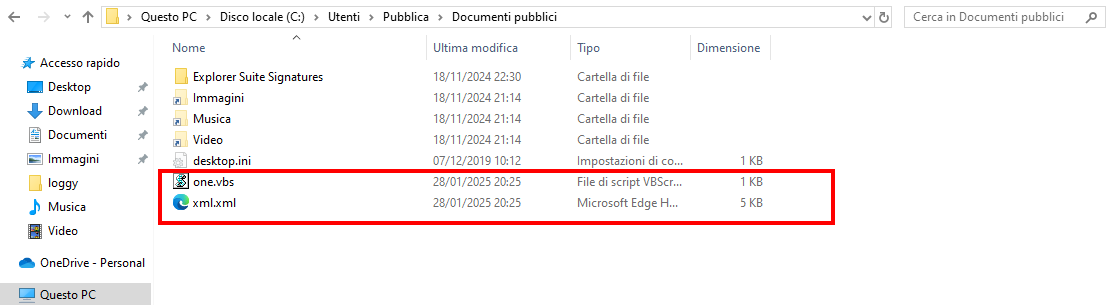 Questo PC > Disco locale (C:) > Utenti > Pubblica > Documenti pubblici
Cerca in Documenti pubblici
Nome Ultima modifica Tipo Dimensione
Accesso rapido
Desktop
Download
Documenti
Immagini
loggy
Musica
Video
OneDrive - Personal
Questo PC
Explorer Suite Signatures 18/11/2024 22:30 Cartella di file
Immagini 18/11/2024 21:14 Cartella di file
Musica 18/11/2024 21:14 Cartella di file
Video 18/11/2024 21:14 Cartella di file
desktop.ini 07/12/2019 10:12 Impostazioni di co... 1 KB
one.vbs 28/01/2025 20:25 File di script VBScr... 1 KB
xml.xml 28/01/2025 20:25 Microsoft Edge H... 5 KB